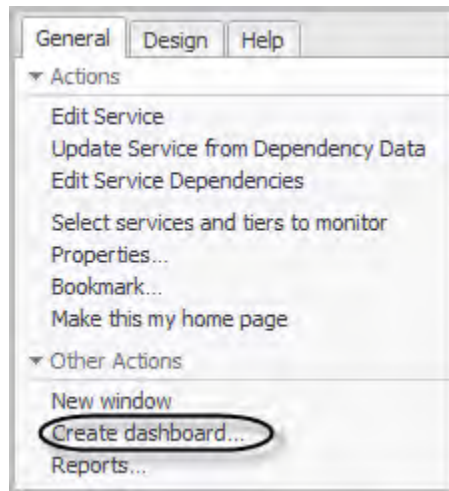 General Design Help
Actions
Edit Service
Update Service from Dependency Data
Edit Service Dependencies
Select services and tiers to monitor
Properties...
Bookmark...
Make this my home page
Other Actions
New window
Create dashboard...
Reports...